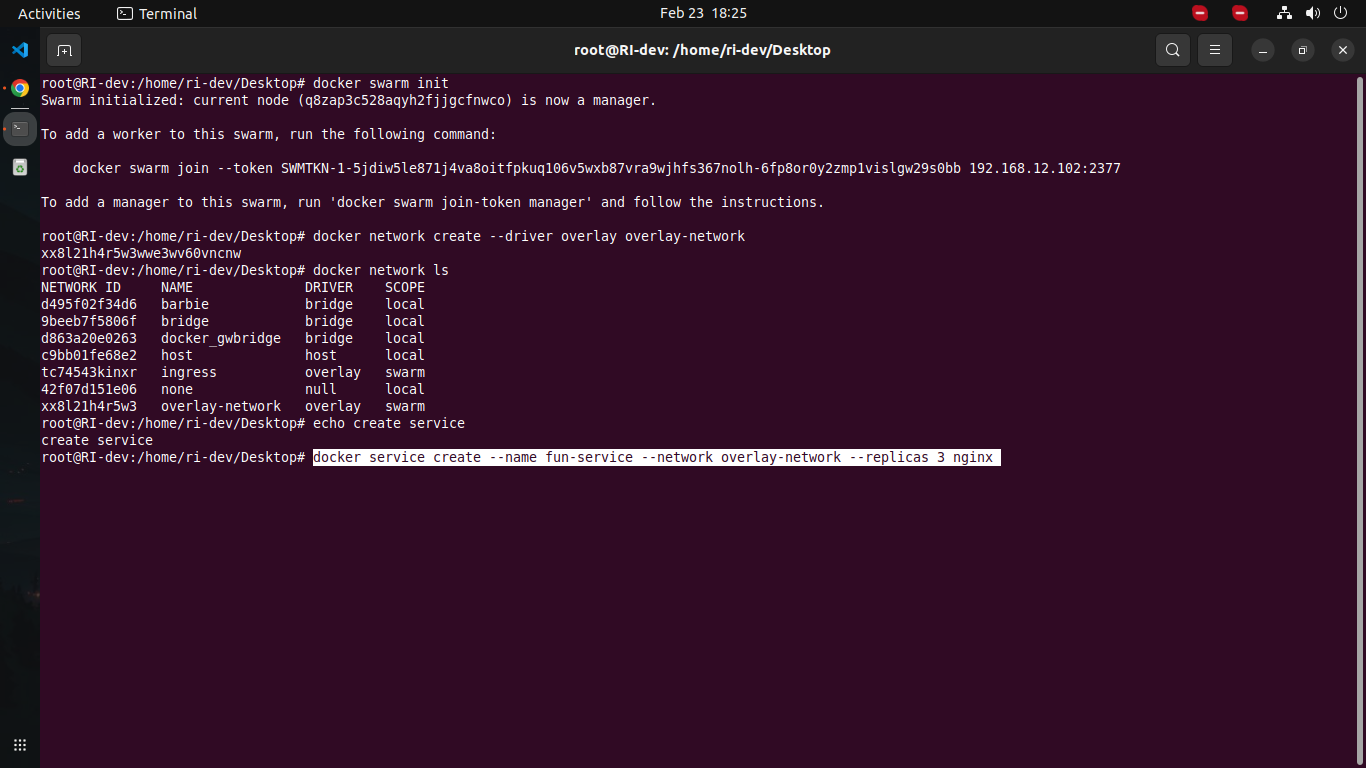 Activities
Terminal
Feb 23 18:25
root@RI-dev: /home/ri-dev/Desktop
root@RI-dev:/home/ri-dev/Desktop# docker swarm init
Swarm initialized: current node (q8zap3c528aqyh2fjjgcfnwco) is now a manager.
To add a worker to this swarm, run the following command:
docker swarm join --token SWMTKN-1-5jdiw5le871j4va8oitfpkuq106v5wxb87vra9wjhfs367nolh-6fp8or0y2zmp1vislgw29s0bb 192.168.12.102:2377
To add a manager to this swarm, run 'docker swarm join-token manager' and follow the instructions.
root@RI-dev:/home/ri-dev/Desktop# docker network create --driver overlay overlay-network
xx8l21h4r5w3wwe3wv60vncnw
root@RI-dev:/home/ri-dev/Desktop# docker network ls
NETWORK ID     NAME              DRIVER    SCOPE
d495f02f34d6   barbie            bridge    local
9beeb7f5806f   bridge            bridge    local
d863a20e0263   docker_gwbridge   bridge    local
c9bb01fe68e2   host              host      local
tc74543kinxr   ingress           overlay   swarm
42f07d151e06   none              null      local
xx8l21h4r5w3   overlay-network   overlay   swarm
root@RI-dev:/home/ri-dev/Desktop# echo create service
create service
root@RI-dev:/home/ri-dev/Desktop# docker service create --name fun-service --network overlay-network --replicas 3 nginx